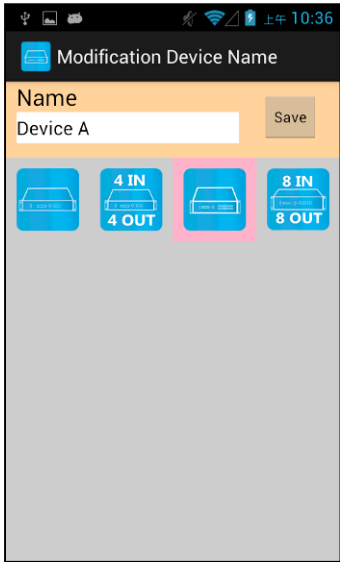 上午 10:36
Modification Device Name
Name
Device A
Save
4 IN
4 OUT
8 IN
8 OUT